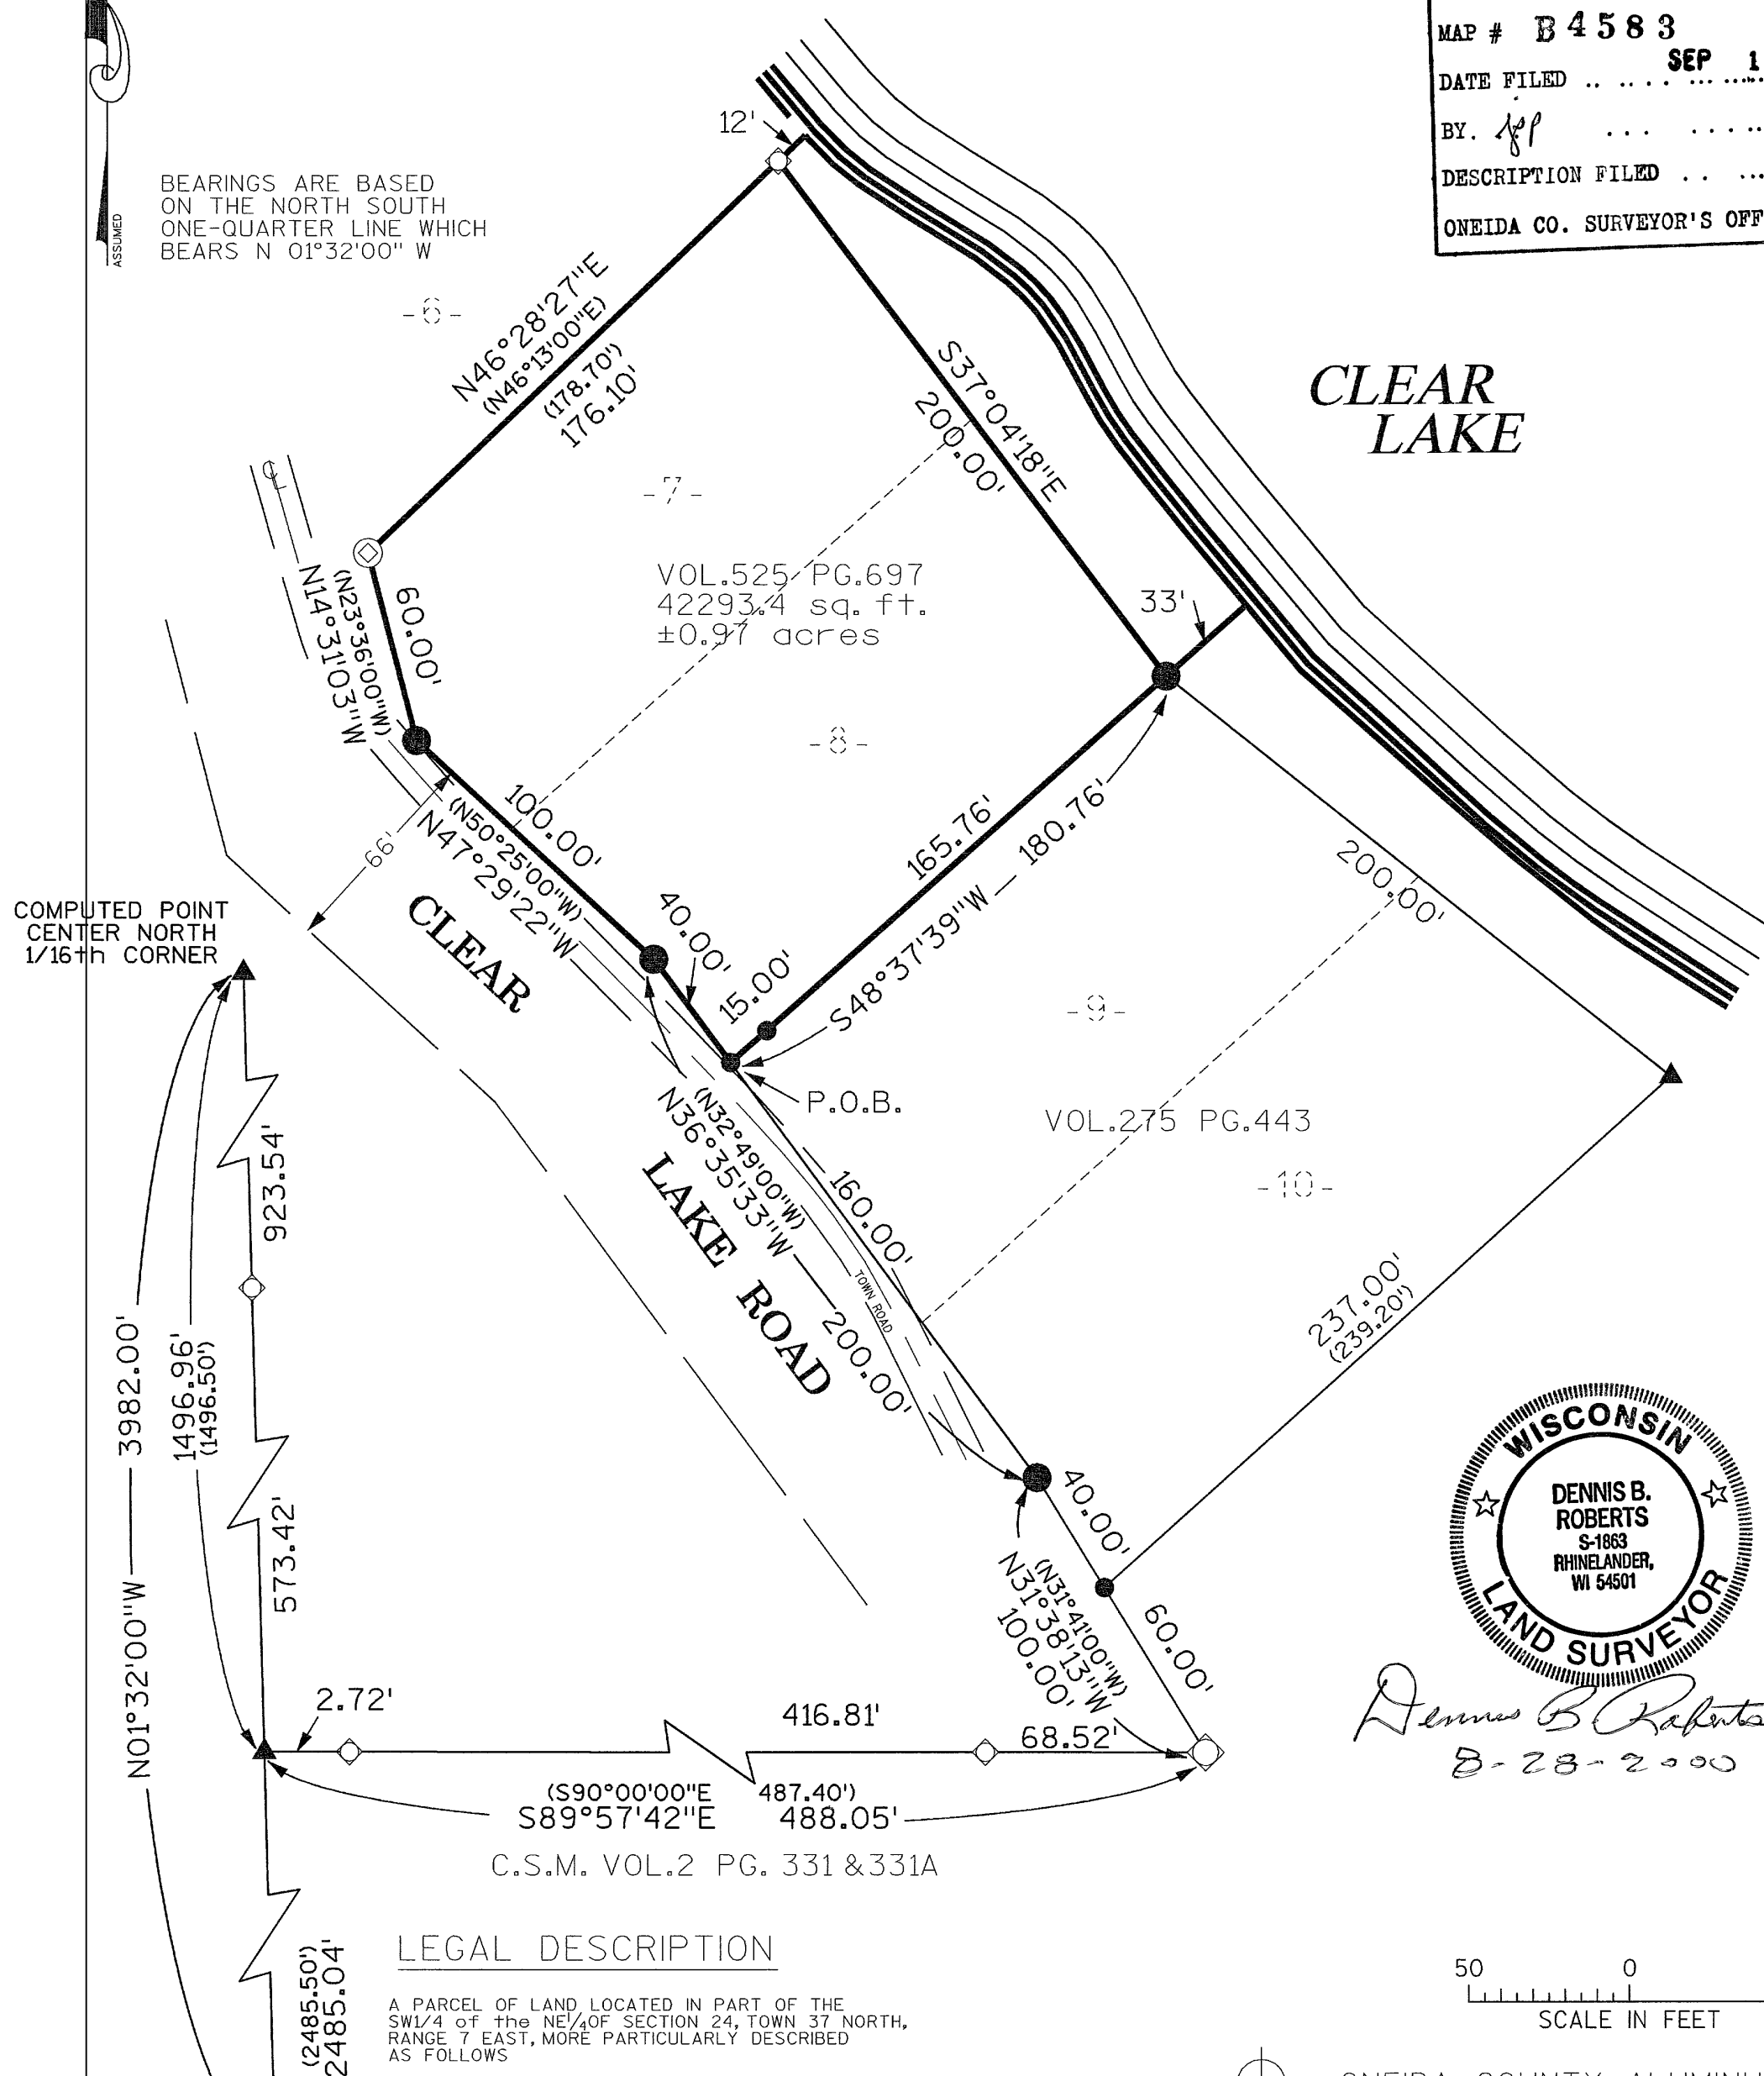 MAP # B4583
SEP 1
DATE FILED
BY.
DESCRIPTION FILED
ONEIDA CO. SURVEYOR'S OFF
ASSUMED
BEARINGS ARE BASED
ON THE NORTH SOUTH
ONE-QUARTER LINE WHICH
BEARS N 01°32'00" W
12'
-6-
N46°28'27"E
(N46°13'00"E)
(178.70')
176.10'
S37°04'18"E
200.00'
CLEAR
LAKE
-7-
VOL.525 PG.697
42293.4 sq. ft.
±0.97 acres
33'
60.00'
(N23°36'00"W)
N14°31'03"W
-8-
100.00'
(N50°25'00"W)
N47°29'22"W
66'
165.76'
S48°37'39"W 180.76'
200.00'
COMPUTED POINT
CENTER NORTH
1/16th CORNER
CLEAR
40.00'
15.00'
-9-
P.O.B.
VOL.275 PG.443
-10-
(N32°49'00"W)
N36°35'33"W 200.00'
160.00'
TOWN ROAD
LAKE ROAD
923.54'
237.00'
(239.20')
N01°32'00"W 3982.00'
1496.96'
(1496.50')
573.42'
40.00'
(N31°41'00"W)
N31°38'13"W
100.00'
60.00'
WISCONSIN
DENNIS B.
ROBERTS
S-1863
RHINELANDER,
WI 54501
LAND SURVEYOR
Dennis B Roberts
8-28-2000
2.72'
416.81'
68.52'
(S90°00'00"E 487.40')
S89°57'42"E 488.05'
C.S.M. VOL.2 PG. 331 &331A
LEGAL DESCRIPTION
(2485.50')
2485.04'
A PARCEL OF LAND LOCATED IN PART OF THE
SW1/4 of the NE1/4OF SECTION 24, TOWN 37 NORTH,
RANGE 7 EAST, MORE PARTICULARLY DESCRIBED
AS FOLLOWS
50 0
SCALE IN FEET